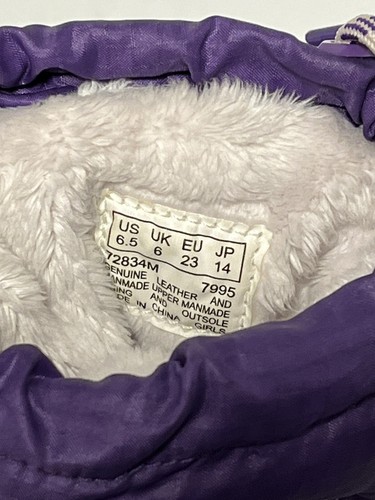 US UK EU JP
6.5 6 23 14
72834M 7995
GENUINE LEATHER AND
MANMADE UPPER MANMADE
LINING AND OUTSOLE
MADE IN CHINA GIRLS